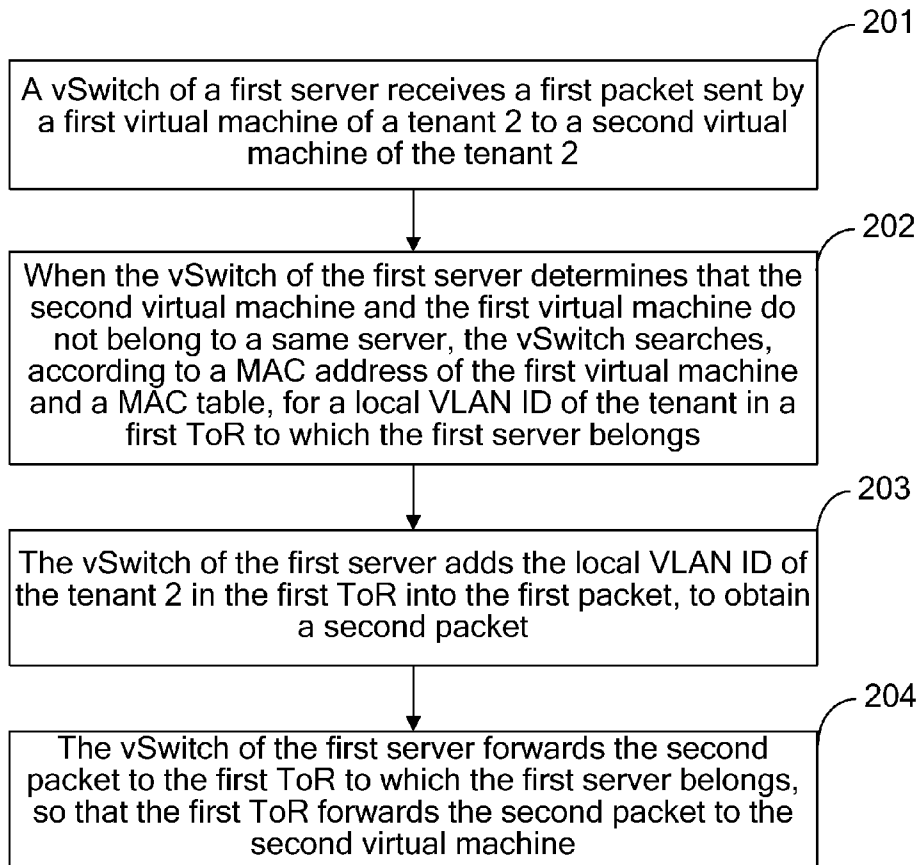 201
A vSwitch of a first server receives a first packet sent by
a first virtual machine of a tenant 2 to a second virtual
machine of the tenant 2
202
When the vSwitch of the first server determines that the
second virtual machine and the first virtual machine do
not belong to a same server, the vSwitch searches,
according to a MAC address of the first virtual machine
and a MAC table, for a local VLAN ID of the tenant in a
first ToR to which the first server belongs
203
The vSwitch of the first server adds the local VLAN ID of
the tenant 2 in the first ToR into the first packet, to obtain
a second packet
204
The vSwitch of the first server forwards the second
packet to the first ToR to which the first server belongs,
so that the first ToR forwards the second packet to the
second virtual machine